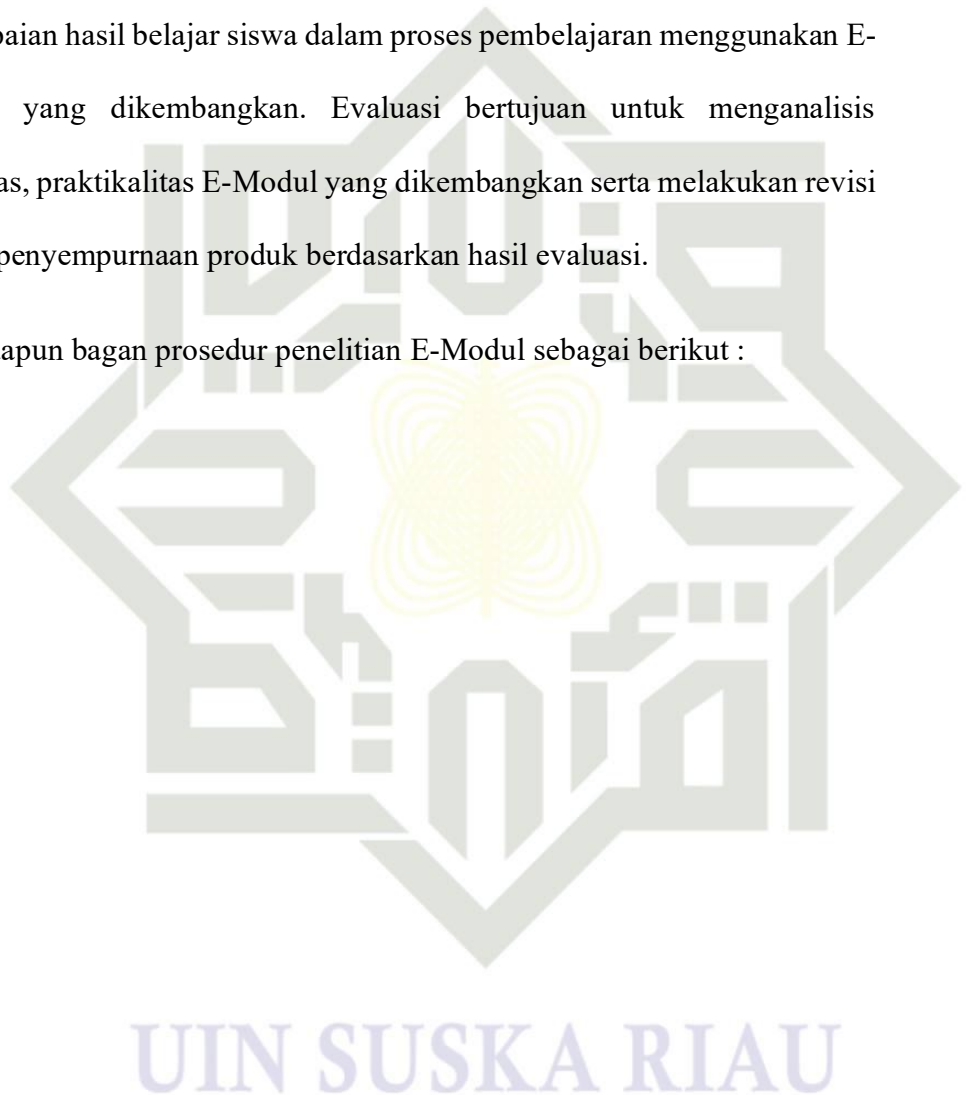 paian hasil belajar siswa dalam proses pembelajaran menggunakan E-
yang dikembangkan. Evaluasi bertujuan untuk menganalisis
as, praktikalitas E-Modul yang dikembangkan serta melakukan revisi
penyempurnaan produk berdasarkan hasil evaluasi.
apun bagan prosedur penelitian E-Modul sebagai berikut :
UIN SUSKA RIAU